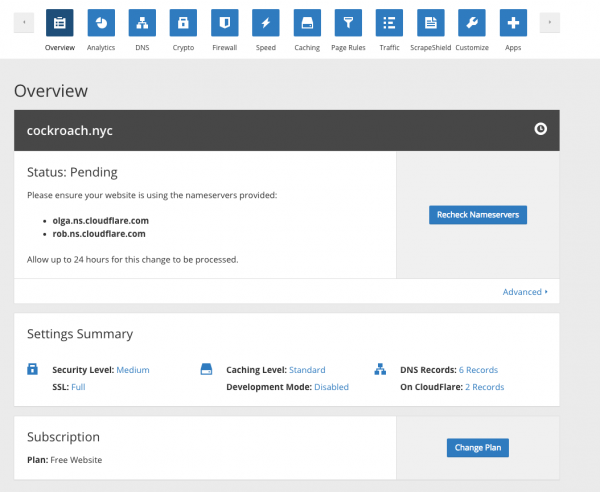 Overview Analytics DNS Crypto Firewall Speed Caching Page Rules Traffic ScrapeShield Customize Apps
Overview
cockroach.nyc
Status: Pending
Please ensure your website is using the nameservers provided:
olga.ns.cloudflare.com
rob.ns.cloudflare.com
Recheck Nameservers
Allow up to 24 hours for this change to be processed.
Advanced
Settings Summary
Security Level: Medium Caching Level: Standard DNS Records: 6 Records
SSL: Full Development Mode: Disabled On CloudFlare: 2 Records
Subscription
Plan: Free Website
Change Plan